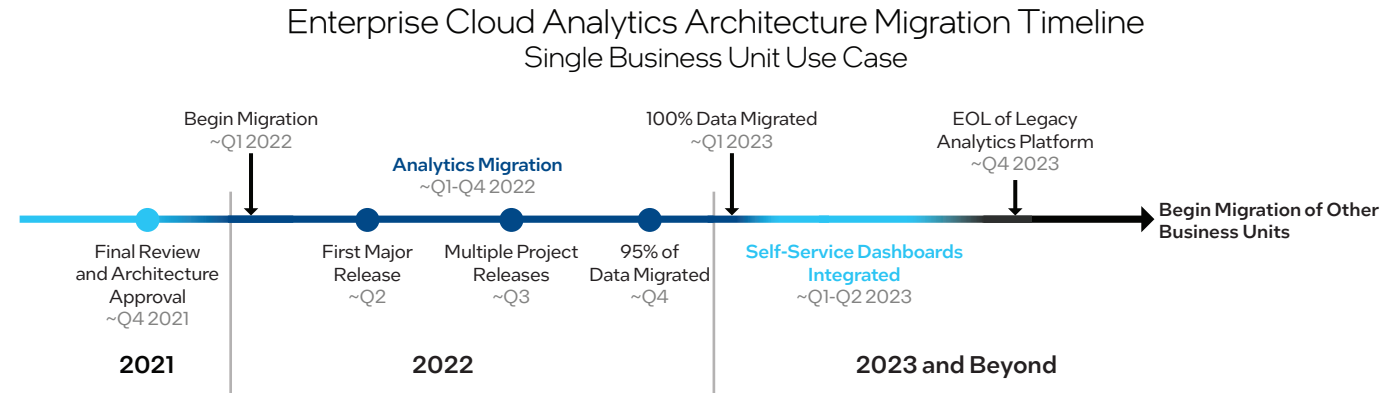 Enterprise Cloud Analytics Architecture Migration Timeline
Single Business Unit Use Case
Begin Migration
~Q1 2022
Analytics Migration
~Q1-Q4 2022
100% Data Migrated
~Q1 2023
EOL of Legacy
Analytics Platform
~Q4 2023
Begin Migration of Other
Business Units
Final Review
and Architecture
Approval
~Q4 2021
First Major
Release
~Q2
Multiple Project
Releases
~Q3
95% of
Data Migrated
~Q4
Self-Service Dashboards
Integrated
~Q1-Q2 2023
2021
2022
2023 and Beyond